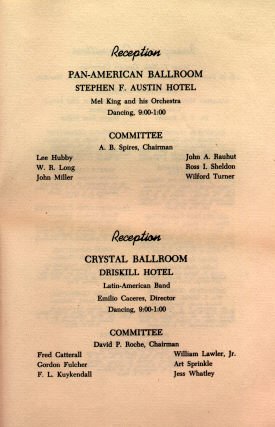 Reception
PAN-AMERICAN BALLROOM
STEPHEN F. AUSTIN HOTEL
Mel King and his Orchestra
Dancing, 9:00-1:00
COMMITTEE
A. B. Spires, Chairman
Lee Hubby John A. Rauhut
W. R. Long Ross I. Sheldon
John Miller Wilford Turner
Reception
CRYSTAL BALLROOM
DRISKILL HOTEL
Latin-American Band
Emilio Caceres, Director
Dancing, 9:00-1:00
COMMITTEE
David P. Roche, Chairman
Fred Catterall William Lawler, Jr.
Gordon Fulcher Art Sprinkle
F. L. Kuykendall Jess Whatley